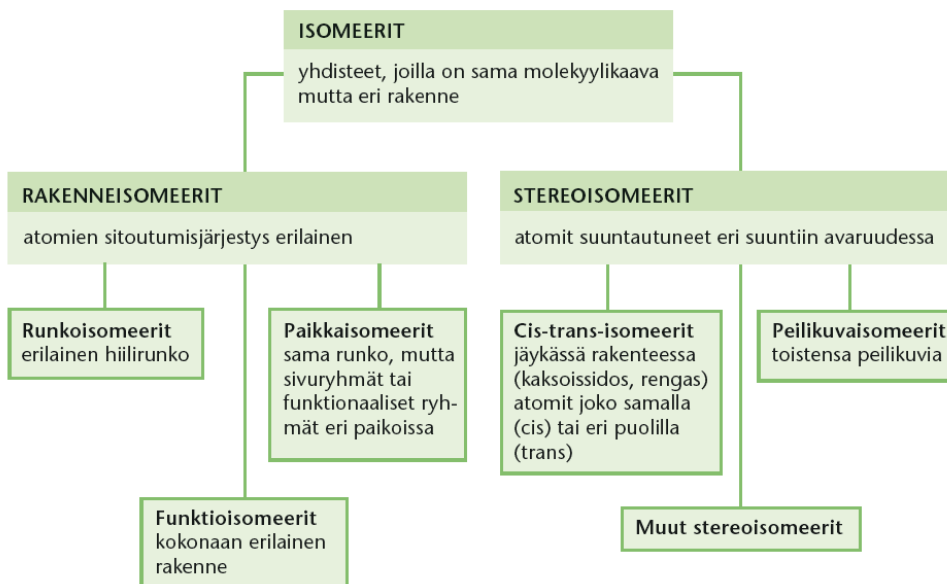 ISOMEERIT
yhdisteet, joilla on sama molekyylikaava
mutta eri rakenne
RAKENNEISOMEERIT
atomien sitoutumisjärjestys erilainen
STEREOISOMEERIT
atomit suuntautuneet eri suuntiin avaruudessa
Runkoisomeerit
erilainen hiilirunko
Paikkaisomeerit
sama runko, mutta
sivuryhmät tai
funktionaaliset ryh-
mät eri paikoissa
Cis-trans-isomeerit
jäykässä rakenteessa
(kaksoissidos, rengas)
atomit joko samalla
(cis) tai eri puolilla
(trans)
Peilikuvaisomeerit
toistensa peilikuvia
Funktioisomeerit
kokonaan erilainen
rakenne
Muut stereoisomeerit